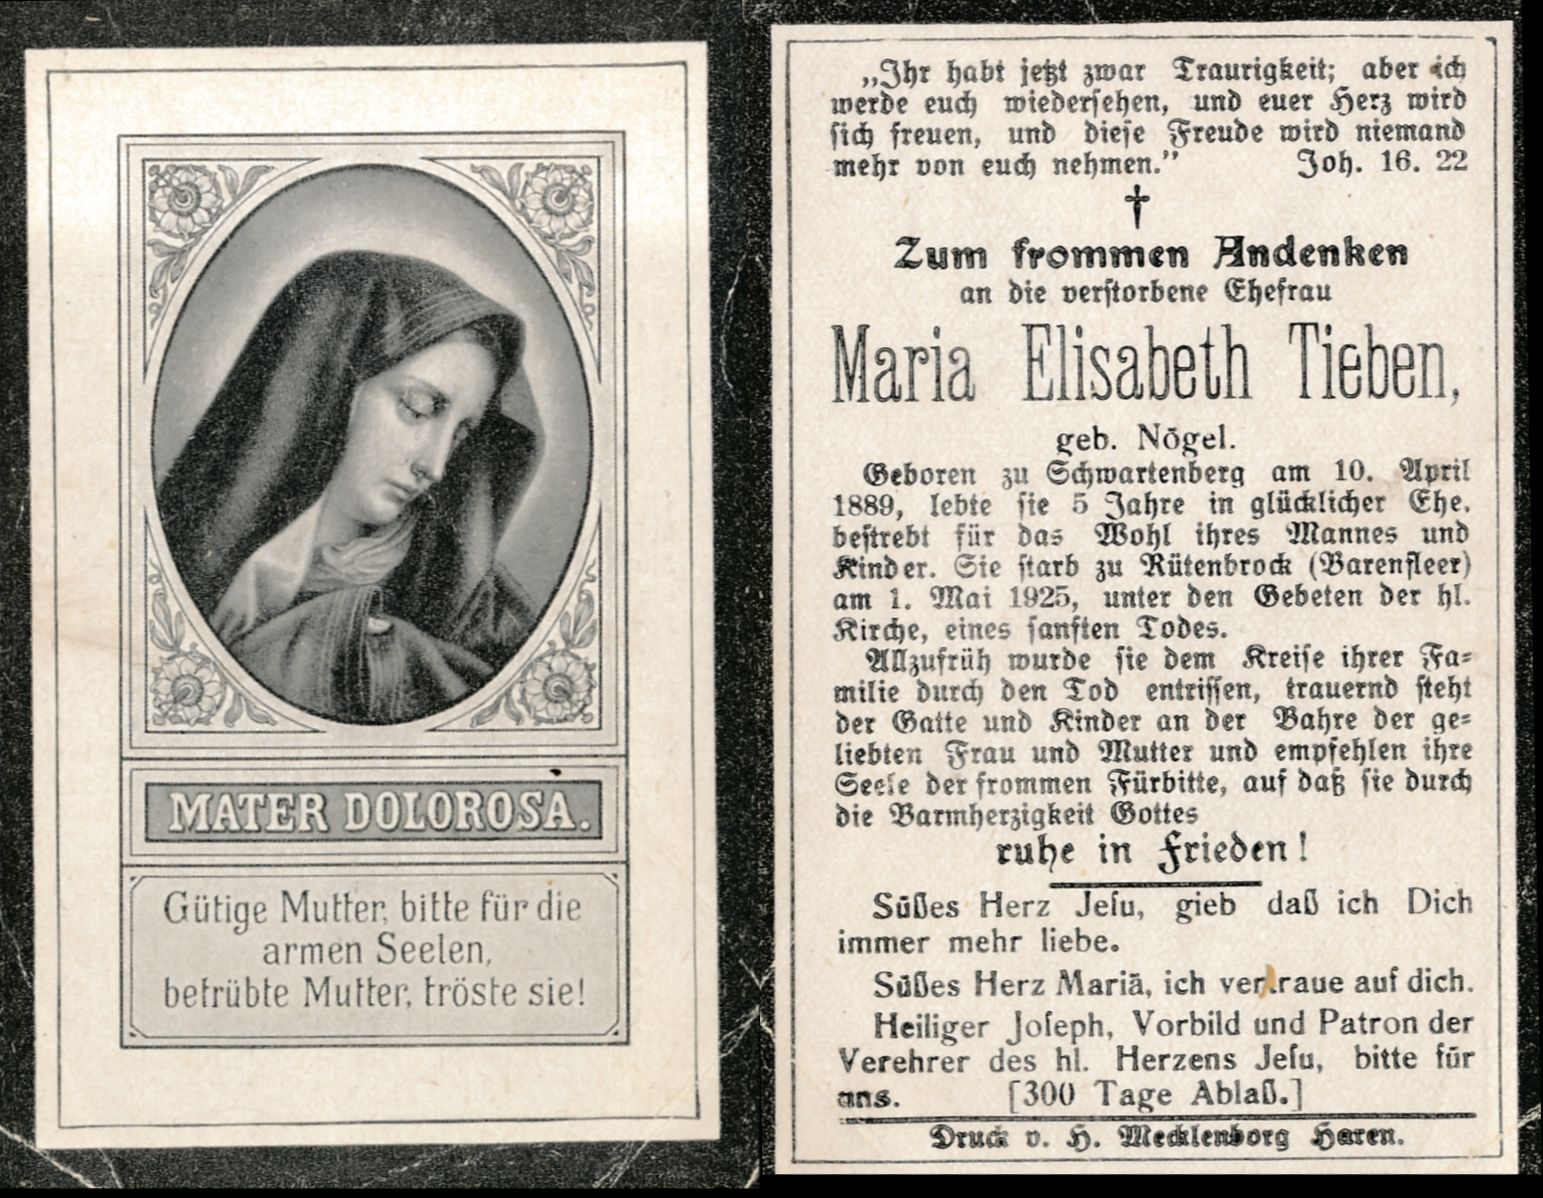 MATER DOLOROSA.
Gütige Mutter, bitte für die
armen Seelen,
betrübte Mutter, tröste sie!
„Ihr habt jetzt zwar Traurigkeit; aber ich
werde euch wiedersehen, und euer Herz wird
sich freuen, und diese Freude wird niemand
mehr von euch nehmen.” Joh. 16. 22
†
Zum frommen Andenken
an die verstorbene Ehefrau
Maria Elisabeth Tieben,
geb. Nögel.
Geboren zu Schwartenberg am 10. April
1889, lebte sie 5 Jahre in glücklicher Ehe,
bestrebt für das Wohl ihres Mannes und
Kinder. Sie starb zu Rütenbrock (Barenfleer)
am 1. Mai 1925, unter den Gebeten der hl.
Kirche, eines sanften Todes.
Allzufrüh wurde sie dem Kreise ihrer Fa-
milie durch den Tod entrissen, trauernd steht
der Gatte und Kinder an der Bahre der ge-
liebten Frau und Mutter und empfehlen ihre
Seele der frommen Fürbitte, auf daß sie durch
die Barmherzigkeit Gottes
ruhe in Frieden!
Süßes Herz Jesu, gieb daß ich Dich
immer mehr liebe.
Süßes Herz Mariä, ich vertraue auf dich.
Heiliger Joseph, Vorbild und Patron der
Verehrer des hl. Herzens Jesu, bitte für
uns. [300 Tage Ablaß.]
Druck v. H. Mecklenborg Haren.